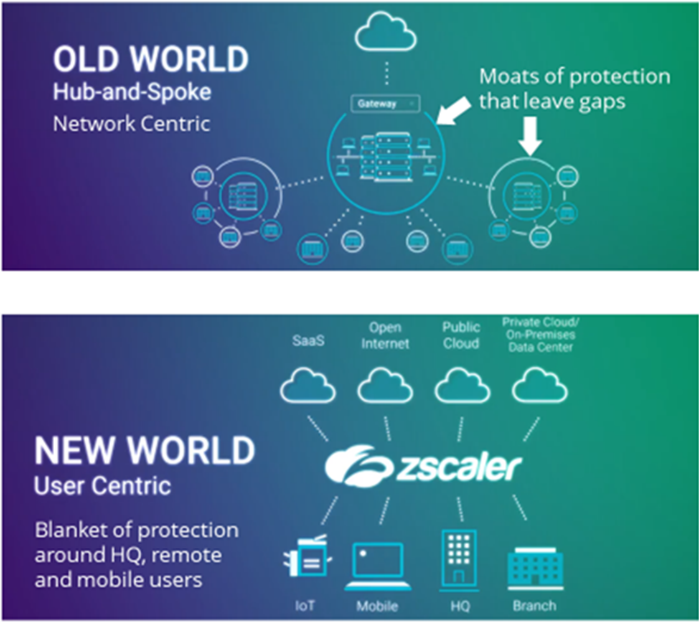 OLD WORLD
Hub-and-Spoke
Network Centric
Gateway
Moats of protection
that leave gaps
SaaS
Open
Internet
Public
Cloud
Private Cloud/
On-Premises
Data Center
NEW WORLD
User Centric
Blanket of protection
around HQ, remote
and mobile users
zscaler
IoT
Mobile
HQ
Branch